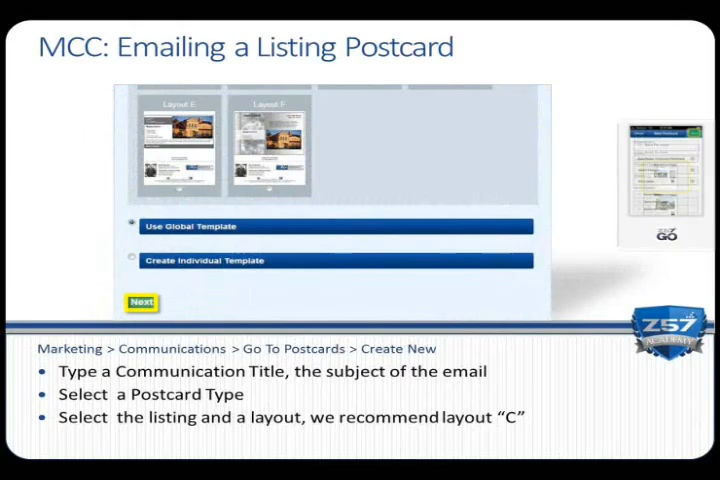 MCC: Emailing a Listing Postcard
Layout E
Layout F
Use Global Template
Create Individual Template
Next
Z57
GO
Z57
ACADEMY
Marketing > Communications > Go To Postcards > Create New
• Type a Communication Title, the subject of the email
• Select a Postcard Type
• Select the listing and a layout, we recommend layout “C”